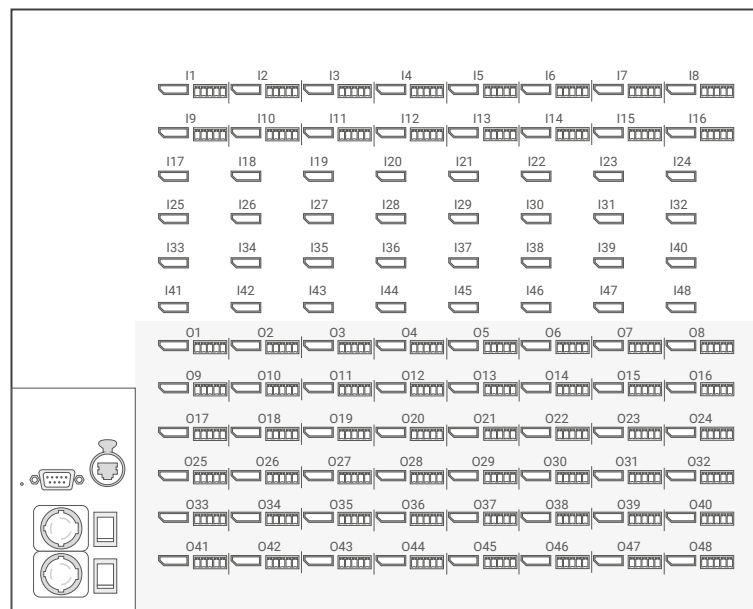 I1 I2 I3 I4 I5 I6 I7 I8
I9 I10 I11 I12 I13 I14 I15 I16
I17 I18 I19 I20 I21 I22 I23 I24
I25 I26 I27 I28 I29 I30 I31 I32
I33 I34 I35 I36 I37 I38 I39 I40
I41 I42 I43 I44 I45 I46 I47 I48
O1 O2 O3 O4 O5 O6 O7 O8
O9 O10 O11 O12 O13 O14 O15 O16
O17 O18 O19 O20 O21 O22 O23 O24
O25 O26 O27 O28 O29 O30 O31 O32
O33 O34 O35 O36 O37 O38 O39 O40
O41 O42 O43 O44 O45 O46 O47 O48